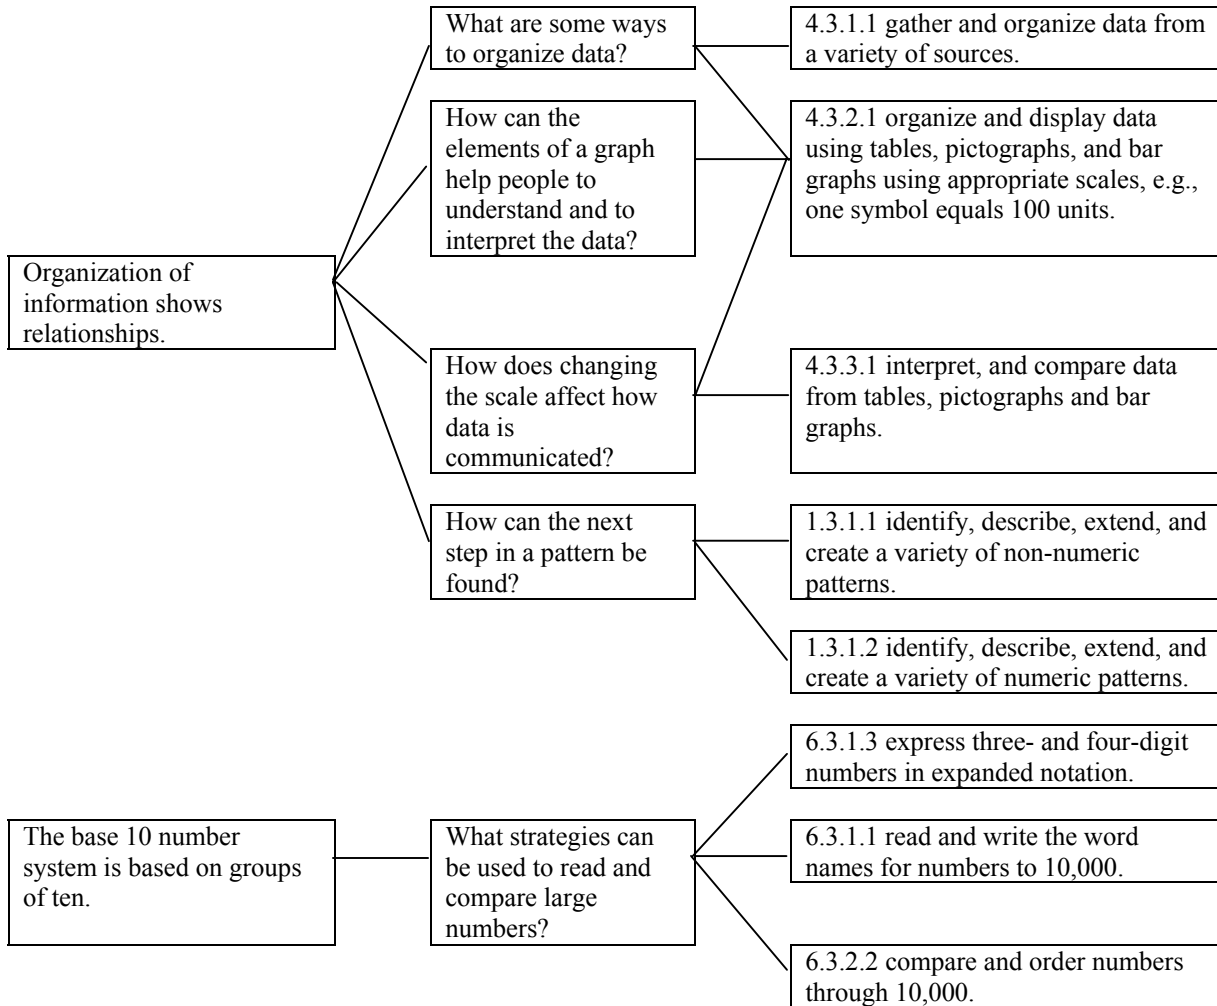 What are some ways
to organize data?
4.3.1.1 gather and organize data from
a variety of sources.
How can the
elements of a graph
help people to
understand and to
interpret the data?
4.3.2.1 organize and display data
using tables, pictographs, and bar
graphs using appropriate scales, e.g.,
one symbol equals 100 units.
Organization of
information shows
relationships.
How does changing
the scale affect how
data is
communicated?
4.3.3.1 interpret, and compare data
from tables, pictographs and bar
graphs.
How can the next
step in a pattern be
found?
1.3.1.1 identify, describe, extend, and
create a variety of non-numeric
patterns.
1.3.1.2 identify, describe, extend, and
create a variety of numeric patterns.
6.3.1.3 express three- and four-digit
numbers in expanded notation.
The base 10 number
system is based on groups
of ten.
What strategies can
be used to read and
compare large
numbers?
6.3.1.1 read and write the word
names for numbers to 10,000.
6.3.2.2 compare and order numbers
through 10,000.